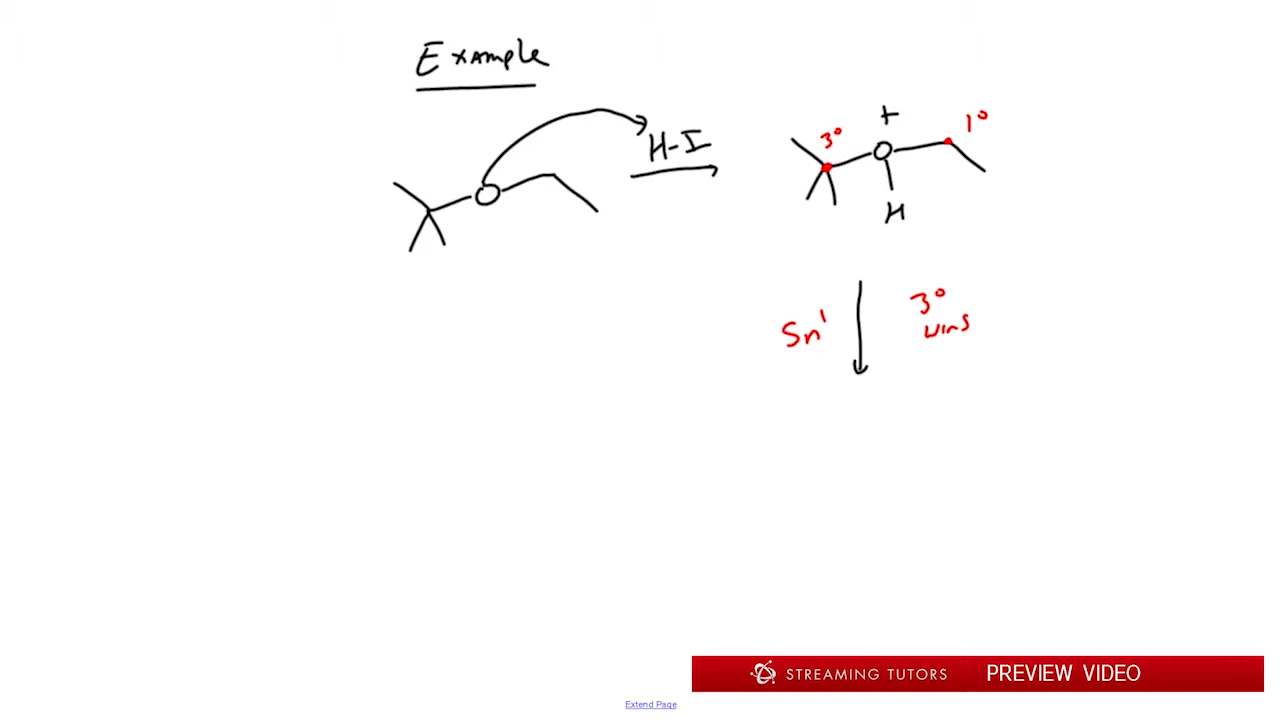 Example
O
H-I
3°
+
O
H
1°
Sn1
3°
wins
STREAMING TUTORS PREVIEW VIDEO
Extend Page